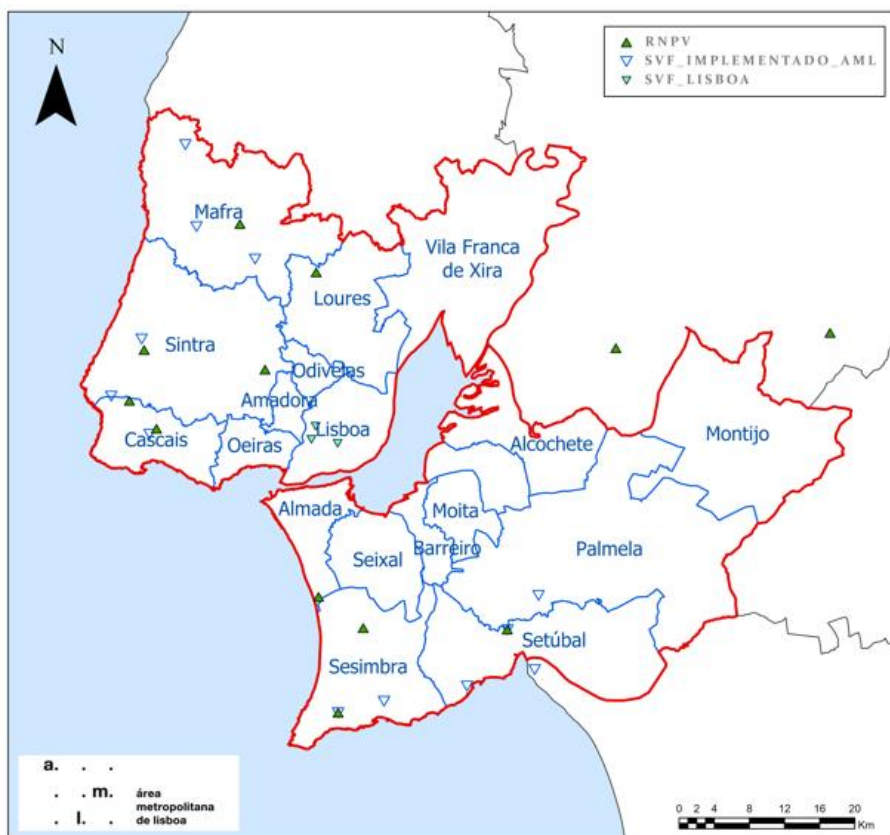 N
RNPV
SVF_IMPLEMENTADO_AML
SVF_LISBOA
Mafra
Vila Franca
de Xira
Loures
Sintra
Odivelas
Amadora
Lisboa
Cascais
Oeiras
Alcochete
Montijo
Almada
Moita
Barreiro
Seixal
Palmela
Setúbal
Sesimbra
a. . .
. . m. área
metropolitana
. l. . de lisboa
0 2 4 8 12 16 20
Km